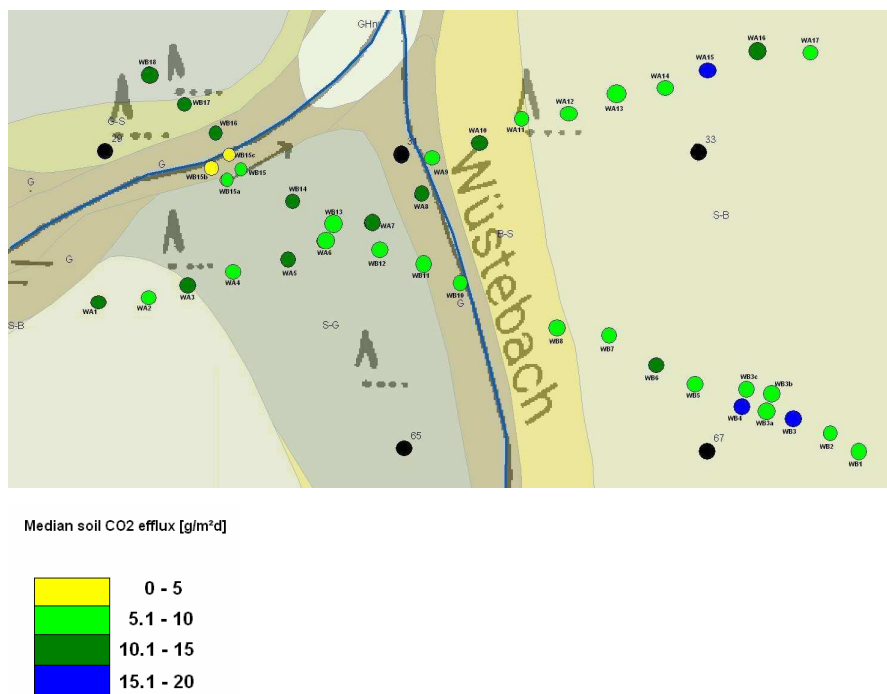 GHn
WA16
WA17
WB18
WA15
WA14
WB17
WA12
WA13
G-S
WA11
WB16
29
WA10
31
33
WB15c
G
WA9
WB15
WB15b
G
WB15a
WB14
WA8
WB13
WA7
S-B
Wüstebach
B-S
WA6
WB12
G
WA5
WB11
WA4
WA3
WB10
WA2
WA1
G
S-B
S-G
WB8
WB7
WB6
WB3c
WB3b
WB5
WB4
WB3a
WB3
65
67
WB2
WB1
Median soil CO2 efflux [g/m²d]
0 - 5
5.1 - 10
10.1 - 15
15.1 - 20